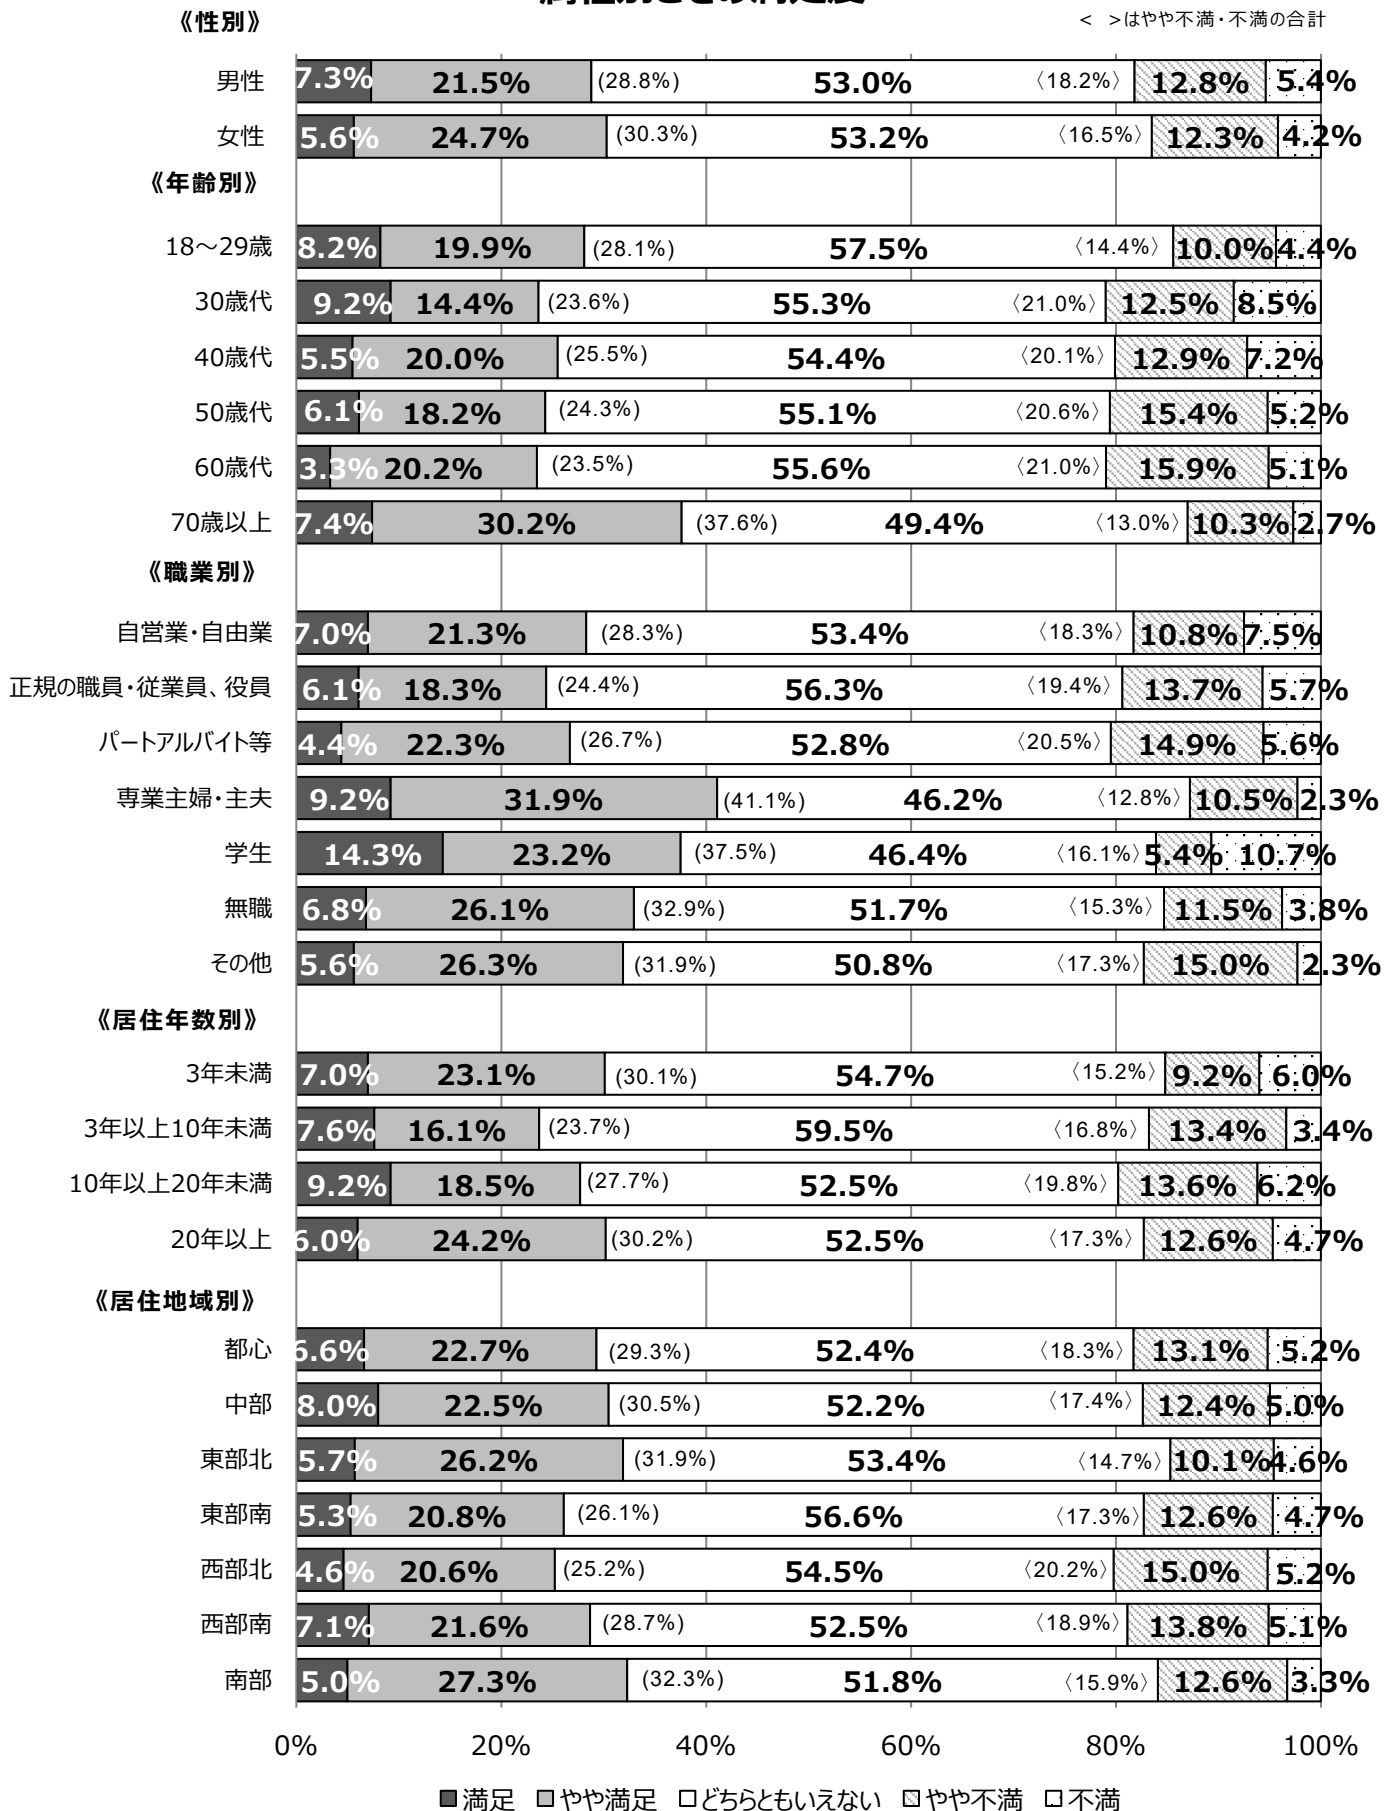 《性別》
< >はやや不満・不満の合計
男性 7.3% 21.5% (28.8%) 53.0% 〈18.2%〉 12.8% 5.4%
女性 5.6% 24.7% (30.3%) 53.2% 〈16.5%〉 12.3% 4.2%
《年齢別》
18～29歳 8.2% 19.9% (28.1%) 57.5% 〈14.4%〉 10.0% 4.4%
30歳代 9.2% 14.4% (23.6%) 55.3% 〈21.0%〉 12.5% 8.5%
40歳代 5.5% 20.0% (25.5%) 54.4% 〈20.1%〉 12.9% 7.2%
50歳代 6.1% 18.2% (24.3%) 55.1% 〈20.6%〉 15.4% 5.2%
60歳代 3.3% 20.2% (23.5%) 55.6% 〈21.0%〉 15.9% 5.1%
70歳以上 7.4% 30.2% (37.6%) 49.4% 〈13.0%〉 10.3% 2.7%
《職業別》
自営業・自由業 7.0% 21.3% (28.3%) 53.4% 〈18.3%〉 10.8% 7.5%
正規の職員・従業員、役員 6.1% 18.3% (24.4%) 56.3% 〈19.4%〉 13.7% 5.7%
パートアルバイト等 4.4% 22.3% (26.7%) 52.8% 〈20.5%〉 14.9% 5.6%
専業主婦・主夫 9.2% 31.9% (41.1%) 46.2% 〈12.8%〉 10.5% 2.3%
学生 14.3% 23.2% (37.5%) 46.4% 〈16.1%〉 5.4% 10.7%
無職 6.8% 26.1% (32.9%) 51.7% 〈15.3%〉 11.5% 3.8%
その他 5.6% 26.3% (31.9%) 50.8% 〈17.3%〉 15.0% 2.3%
《居住年数別》
3年未満 7.0% 23.1% (30.1%) 54.7% 〈15.2%〉 9.2% 6.0%
3年以上10年未満 7.6% 16.1% (23.7%) 59.5% 〈16.8%〉 13.4% 3.4%
10年以上20年未満 9.2% 18.5% (27.7%) 52.5% 〈19.8%〉 13.6% 6.2%
20年以上 6.0% 24.2% (30.2%) 52.5% 〈17.3%〉 12.6% 4.7%
《居住地域別》
都心 6.6% 22.7% (29.3%) 52.4% 〈18.3%〉 13.1% 5.2%
中部 8.0% 22.5% (30.5%) 52.2% 〈17.4%〉 12.4% 5.0%
東部北 5.7% 26.2% (31.9%) 53.4% 〈14.7%〉 10.1% 4.6%
東部南 5.3% 20.8% (26.1%) 56.6% 〈17.3%〉 12.6% 4.7%
西部北 4.6% 20.6% (25.2%) 54.5% 〈20.2%〉 15.0% 5.2%
西部南 7.1% 21.6% (28.7%) 52.5% 〈18.9%〉 13.8% 5.1%
南部 5.0% 27.3% (32.3%) 51.8% 〈15.9%〉 12.6% 3.3%
0% 20% 40% 60% 80% 100%
満足 やや満足 どちらともいえない やや不満 不満